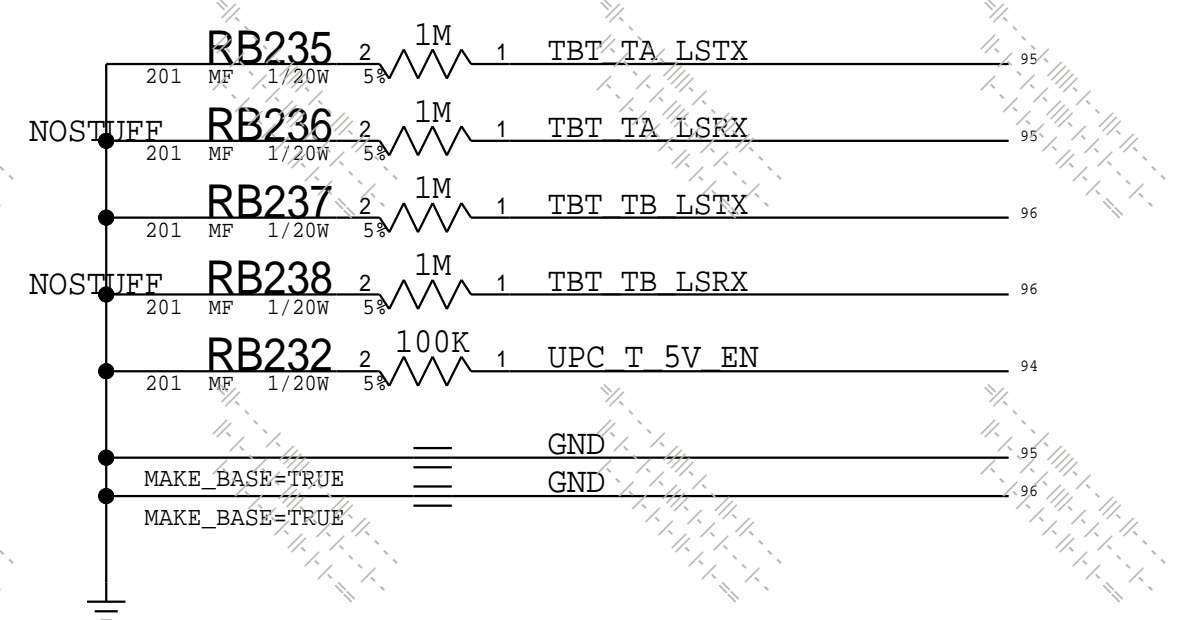 RB235 2 1M 1 TBT_TA_LSTX 95
201 MF 1/20W 5%
NOSTUFF RB236 2 1M 1 TBT_TA_LSRX 95
201 MF 1/20W 5%
RB237 2 1M 1 TBT_TB_LSTX 96
201 MF 1/20W 5%
NOSTUFF RB238 2 1M 1 TBT_TB_LSRX 96
201 MF 1/20W 5%
RB232 2 100K 1 UPC_T_5V_EN 94
201 MF 1/20W 5%
GND 95
MAKE_BASE=TRUE
GND 96
MAKE_BASE=TRUE